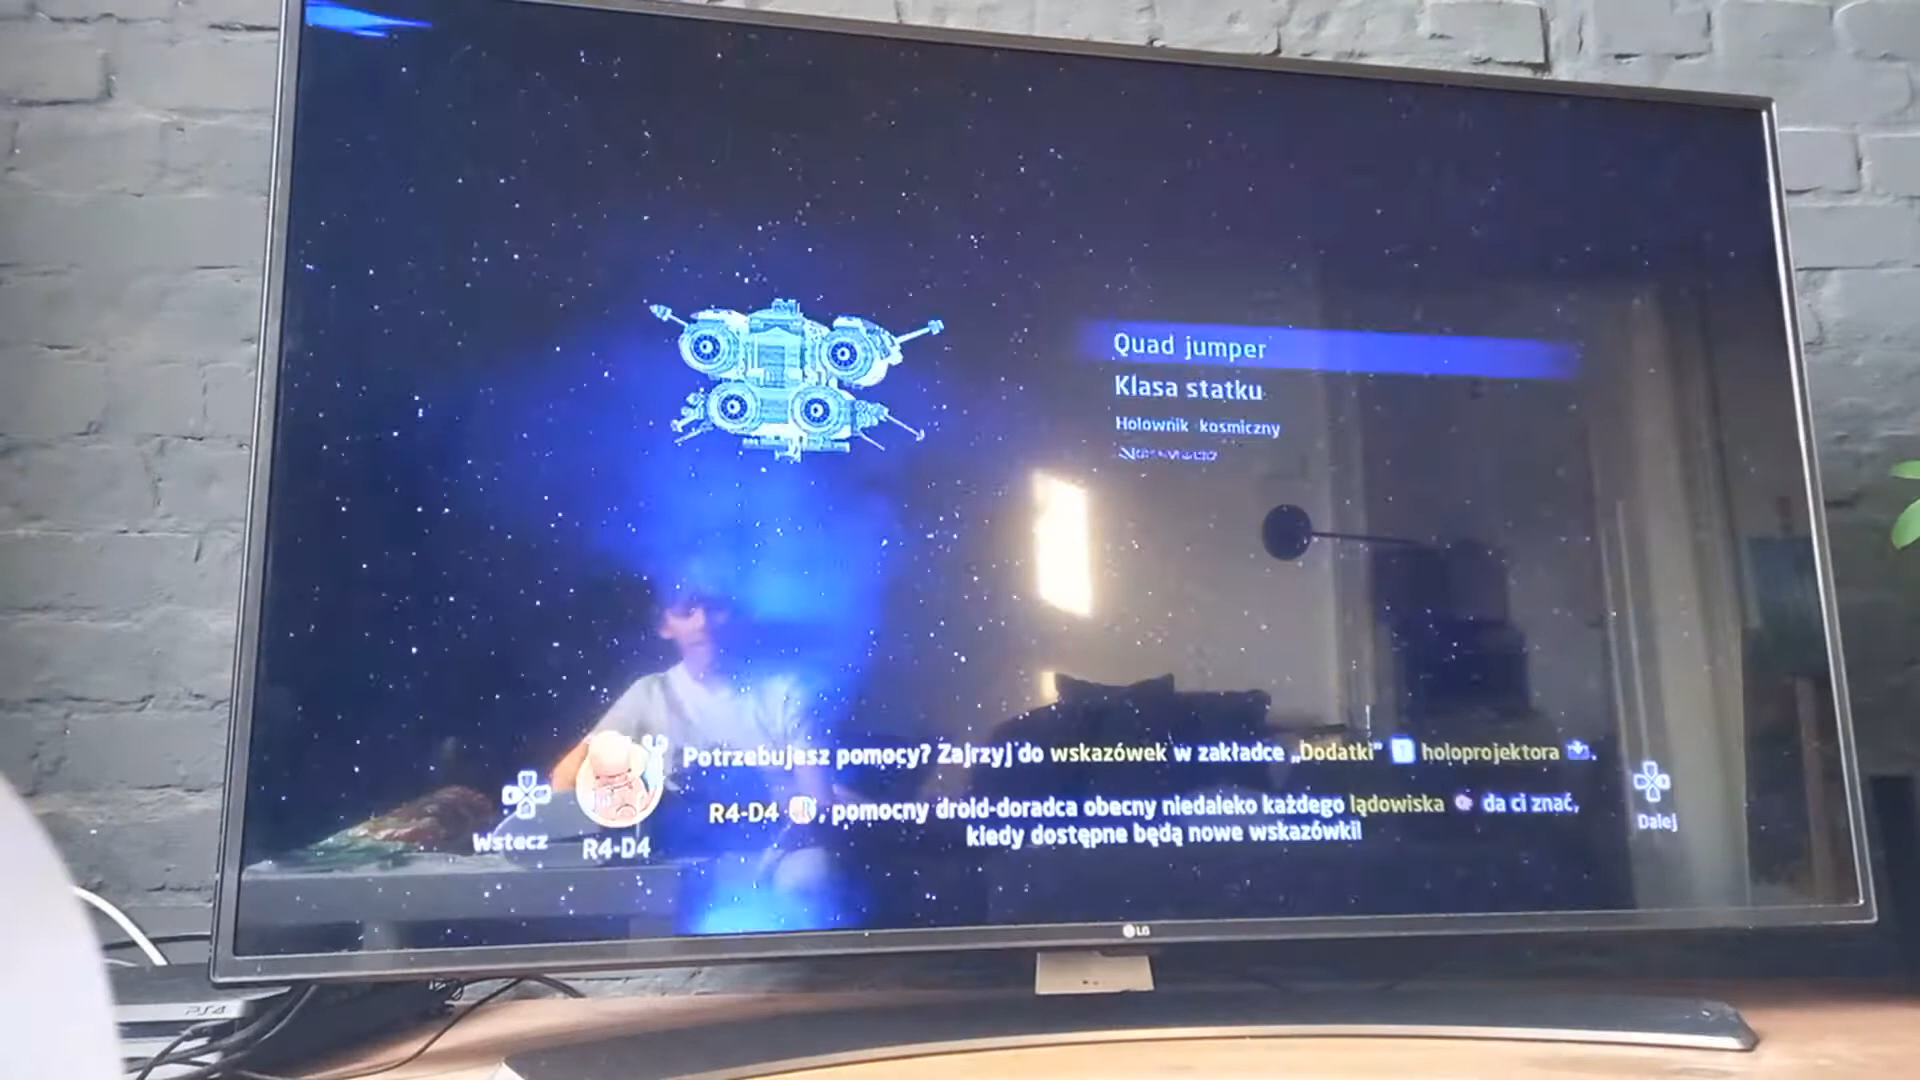 Quad jumper
Klasa statku
Holownik kosmiczny
Potrzebujesz pomocy? Zajrzyj do wskazówek w zakładce „Dodatki” holoprojektora .
R4-D4 , pomocny droid-doradca obecny niedaleko każdego lądowiska da ci znać,
kiedy dostępne będą nowe wskazówki!
Wstecz
R4-D4
Dalej
LG
PS4